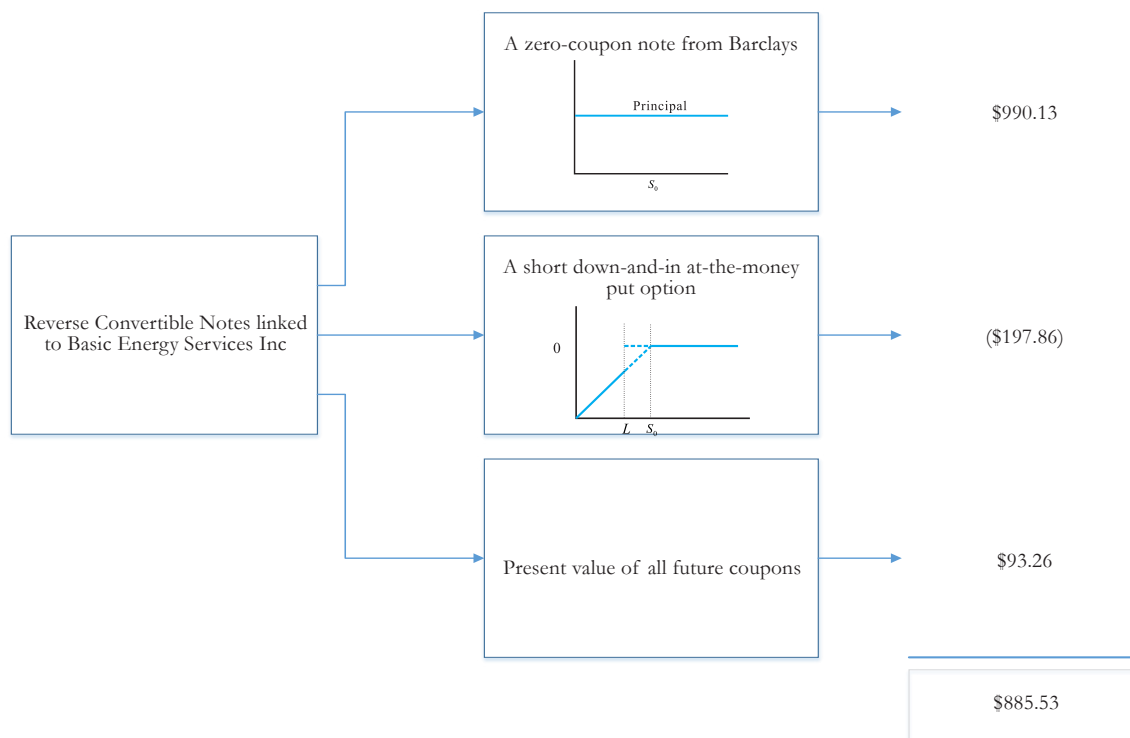 A zero-coupon note from Barclays
Principal
S₀
$990.13
Reverse Convertible Notes linked
to Basic Energy Services Inc
A short down-and-in at-the-money
put option
0
L S₀
($197.86)
Present value of all future coupons
$93.26
$885.53